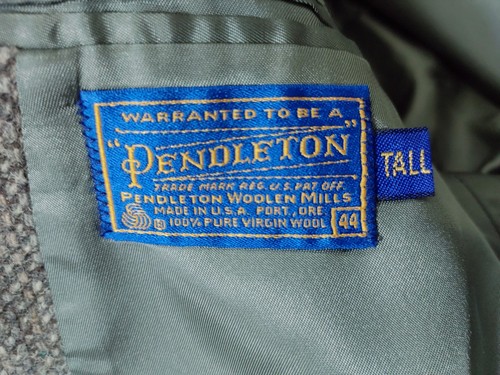 WARRANTED TO BE A
"PENDLETON"
TRADE MARK REG. U.S. PAT. OFF.
PENDLETON WOOLEN MILLS
MADE IN U.S.A. PORT., ORE.
100% PURE VIRGIN WOOL 44
TALL